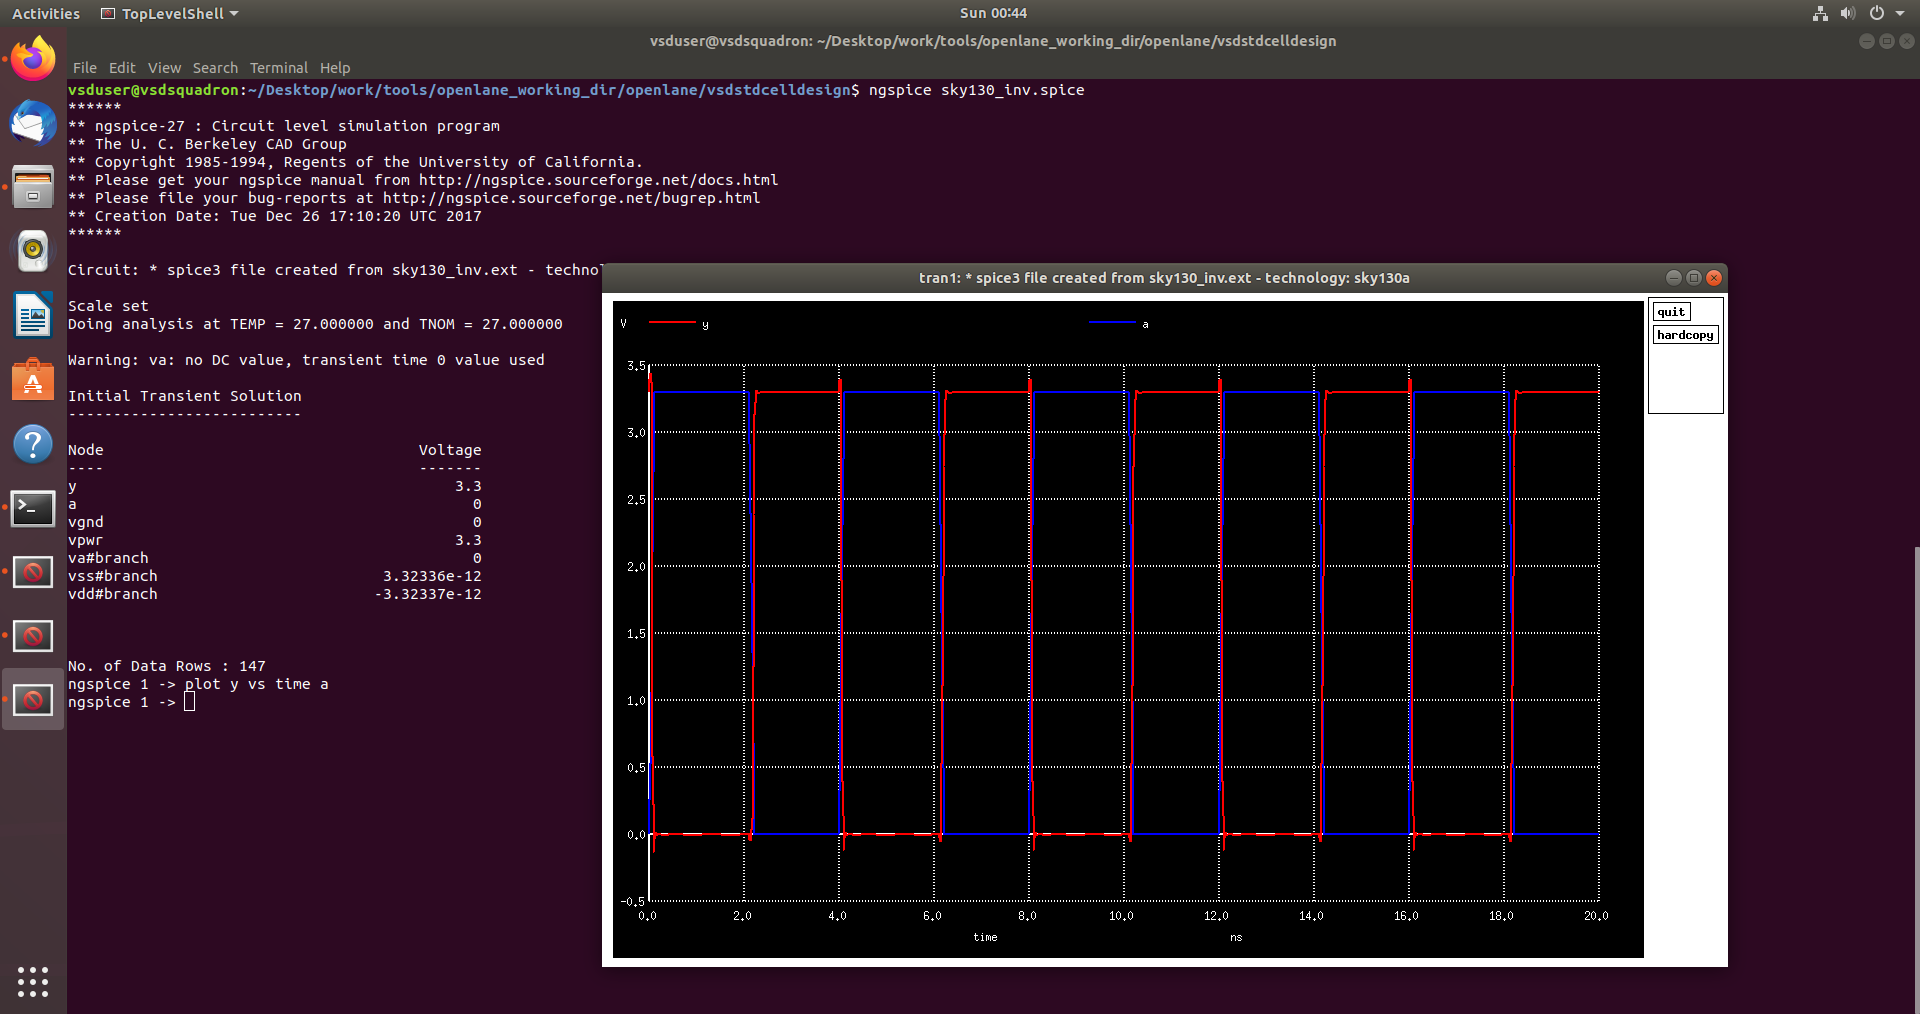 Activities TopLevelShell Sun 00:44
vsduser@vsdsquadron: ~/Desktop/work/tools/openlane_working_dir/openlane/vsdstdcelldesign
File Edit View Search Terminal Help
vsduser@vsdsquadron:~/Desktop/work/tools/openlane_working_dir/openlane/vsdstdcelldesign$ ngspice sky130_inv.spice
******
** ngspice-27 : Circuit level simulation program
** The U. C. Berkeley CAD Group
** Copyright 1985-1994, Regents of the University of California.
** Please get your ngspice manual from http://ngspice.sourceforge.net/docs.html
** Please file your bug-reports at http://ngspice.sourceforge.net/bugrep.html
** Creation Date: Tue Dec 26 17:10:20 UTC 2017
******
Circuit: * spice3 file created from sky130_inv.ext - techno
Scale set
Doing analysis at TEMP = 27.000000 and TNOM = 27.000000
Warning: va: no DC value, transient time 0 value used
Initial Transient Solution
--------------------------
Node Voltage
---- -------
y 3.3
a 0
vgnd 0
vpwr 3.3
va#branch 0
vss#branch 3.32336e-12
vdd#branch -3.32337e-12
No. of Data Rows : 147
ngspice 1 -> plot y vs time a
ngspice 1 ->
tran1: * spice3 file created from sky130_inv.ext - technology: sky130a
quit
hardcopy
V y a
3.5
3.0
2.5
2.0
1.5
1.0
0.5
0.0
-0.5
0.0 2.0 4.0 6.0 8.0 10.0 12.0 14.0 16.0 18.0 20.0
time ns